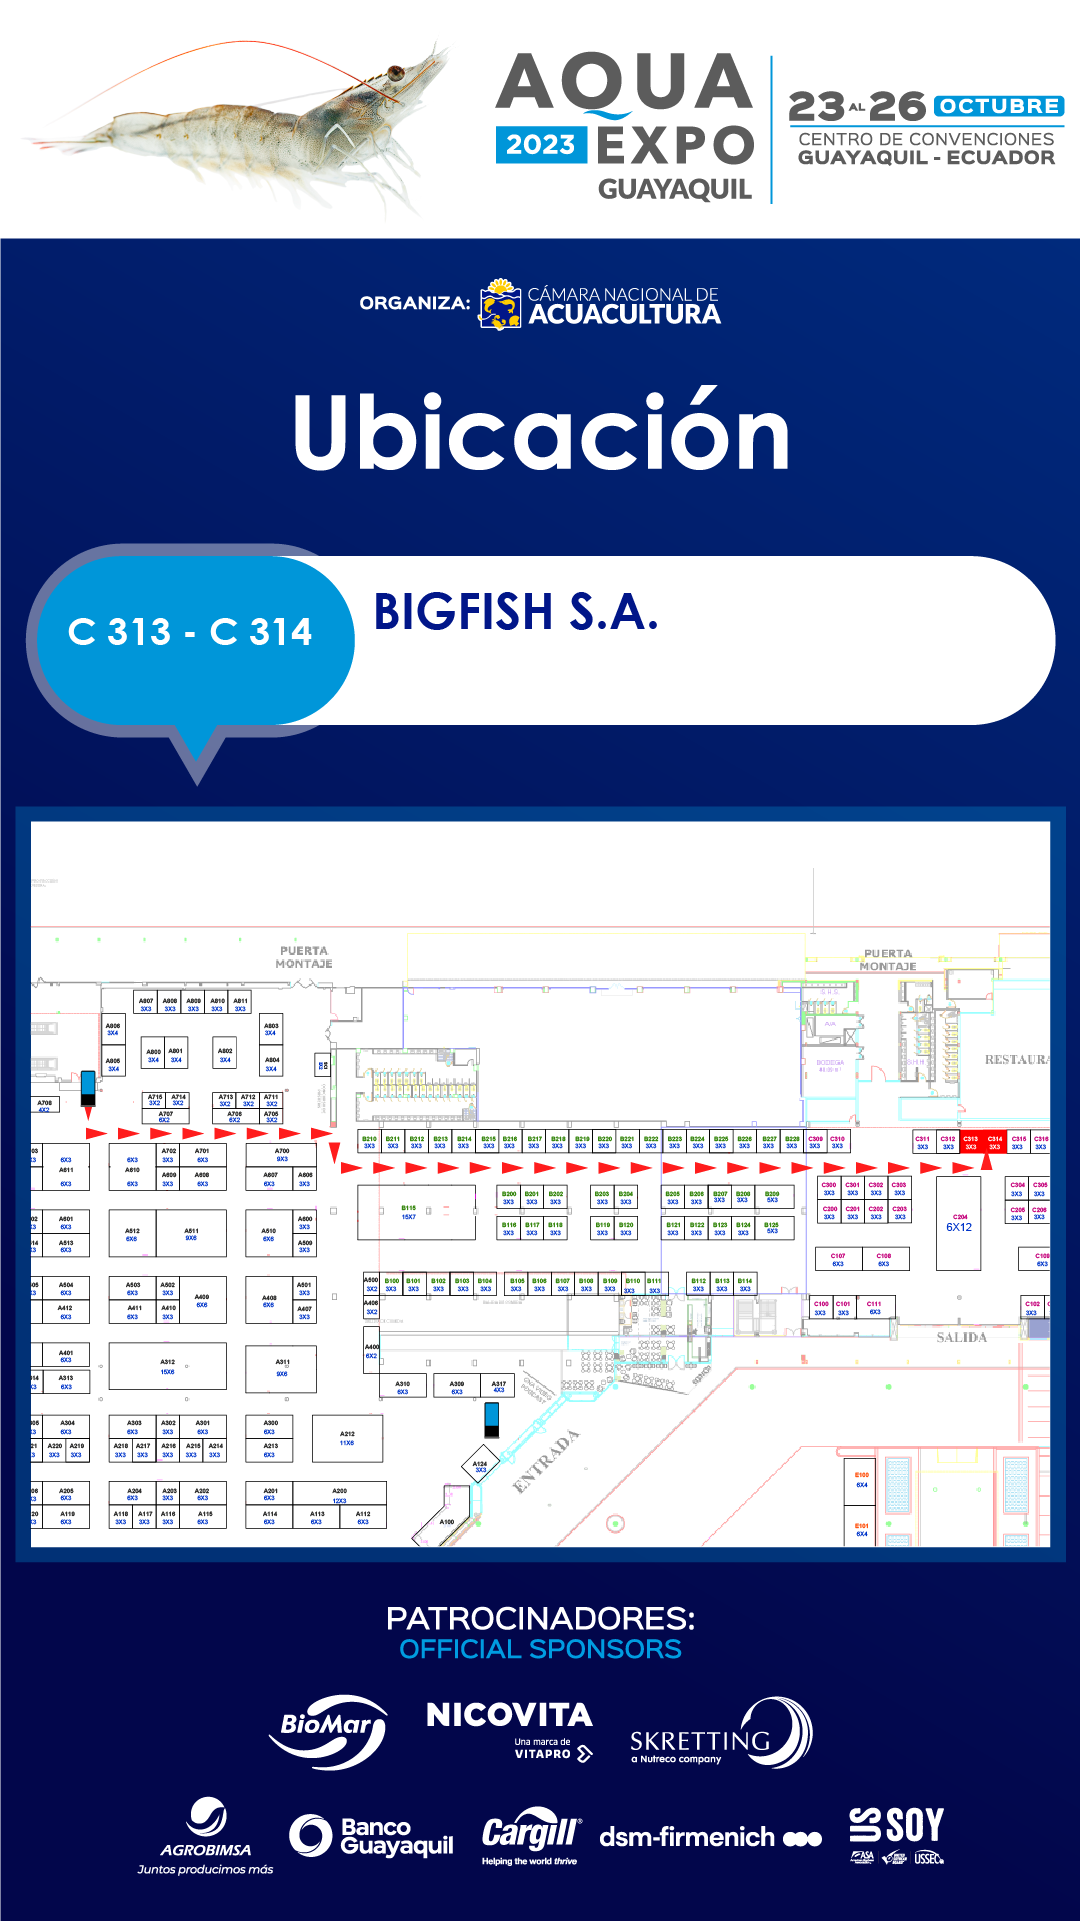 AQUA
2023 EXPO
GUAYAQUIL
23 AL 26 OCTUBRE
CENTRO DE CONVENCIONES
GUAYAQUIL - ECUADOR
ORGANIZA:
CÁMARA NACIONAL DE
ACUACULTURA
Ubicación
C 313 - C 314
BIGFISH S.A.
PUERTA
MONTAJE
PUERTA
MONTAJE
A807 A808 A809 A810 A811
3X3 3X3 3X3 3X3 3X3
A806
3X4
A803
3X4
A800 A801
3X4 3X4
A802
3X4
A805
3X4
A804
3X4
BODEGA
RESTAURA
A708
4X2
A715 A714
3X2 3X2
A713 A712 A711
3X2 3X2 3X2
A707
6X2
A706 A705
6X2 3X2
B210 B211 B212 B213 B214 B215 B216 B217 B218 B219 B220 B221 B222 B223 B224 B225 B226 B227 B228 C309 C310
3X3 3X3 3X3 3X3 3X3 3X3 3X3 3X3 3X3 3X3 3X3 3X3 3X3 3X3 3X3 3X3 3X3 3X3 3X3 3X3 3X3
C311 C312 C313 C314 C315 C316
3X3 3X3 3X3 3X3 3X3 3X3
A702 A701
3X3 6X3
A700
9X3
A611
6X3
A610
6X3
A609 A608
3X3 6X3
A607 A606
6X3 3X3
B115
15X7
B200 B201 B202
3X3 3X3 3X3
B203 B204
3X3 3X3
B205 B206 B207 B208 B209
3X3 3X3 3X3 3X3 5X3
C300 C301 C302 C303
3X3 3X3 3X3 3X3
C304 C305
3X3 3X3
B116 B117 B118
3X3 3X3 3X3
B119 B120
3X3 3X3
B121 B122 B123 B124 B125
3X3 3X3 3X3 3X3 5X3
C200 C201 C202 C203
3X3 3X3 3X3 3X3
C204
6X12
C205 C206
3X3 3X3
A601
6X3
A512
6X6
A511
9X6
A510
6X6
A600
3X3
A513
6X3
A509
3X3
C107 C108
6X3 6X3
A504
6X3
A503 A502
6X3 3X3
A409
6X6
A408
6X6
A501
3X3
A412
6X3
A411 A410
6X3 3X3
A407
3X3
A500 B100 B101 B102 B103 B104 B105 B106 B107 B108 B109 B110 B111 B112 B113 B114
3X2 3X3 3X3 3X3 3X3 3X3 3X3 3X3 3X3 3X3 3X3 3X3 3X3 3X3 3X3 3X3
A406
3X2
C100 C101 C111
3X3 3X3 6X3
C102
3X3
A400
6X2
SALIDA
A401
6X3
A312
15X6
A311
9X6
A313
6X3
A310
6X3
A309 A317
6X3 4X3
A304
6X3
A303 A302 A301
6X3 3X3 6X3
A300
6X3
A212
11X6
A220 A219
3X3 3X3
A218 A217 A216 A215 A214
3X3 3X3 3X3 3X3 3X3
A213
6X3
A124
3X3
ENTRADA
A205
6X3
A204 A203 A202
6X3 3X3 6X3
A201 A200
6X3 12X3
A119
6X3
A118 A117 A116 A115
3X3 3X3 3X3 6X3
A114 A113 A112
6X3 6X3 6X3
A100
E100
6X4
E101
6X4
PATROCINADORES:
OFFICIAL SPONSORS
BioMar
NICOVITA
Una marca de
VITAPRO
SKRETTING
a Nutreco company
AGROBIMSA
Juntos producimos más
Banco
Guayaquil
Cargill®
Helping the world thrive
dsm-firmenich
US SOY
ASA
USSEC